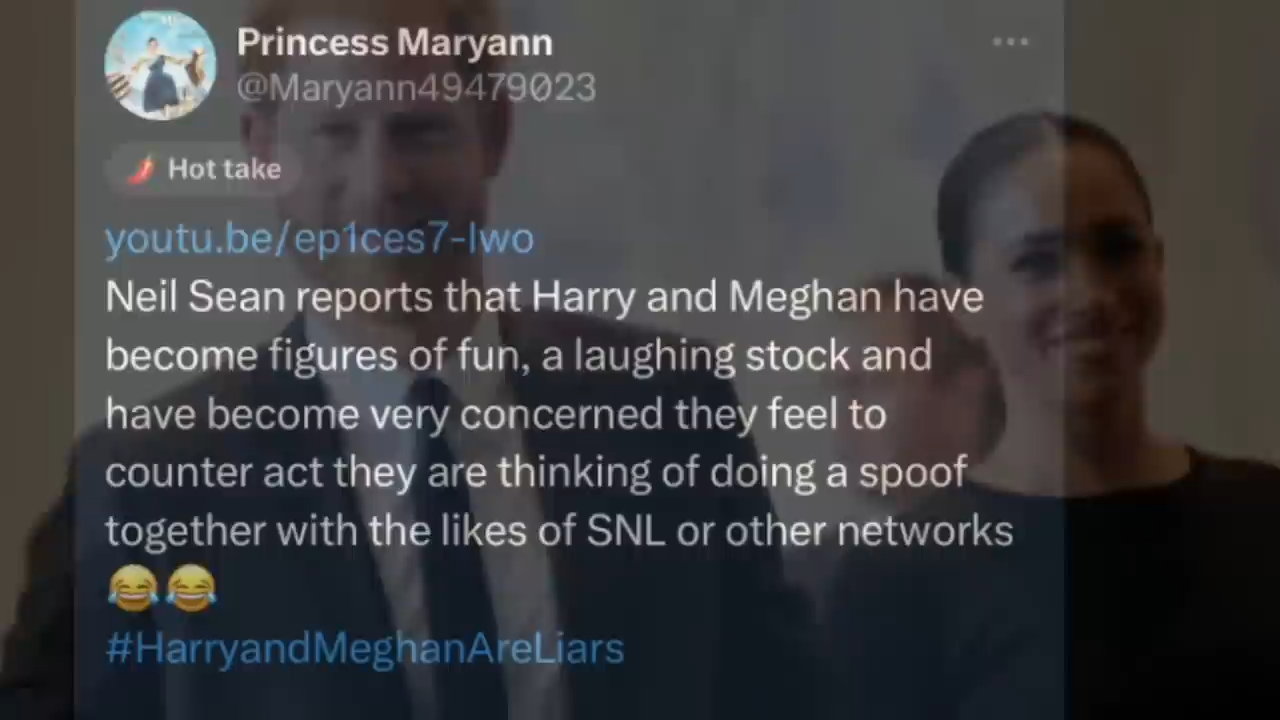 Princess Maryann
@Maryann49479023
Hot take
youtu.be/ep1ces7-lwo
Neil Sean reports that Harry and Meghan have
become figures of fun, a laughing stock and
have become very concerned they feel to
counter act they are thinking of doing a spoof
together with the likes of SNL or other networks
😂😂
#HarryandMeghanAreLiars